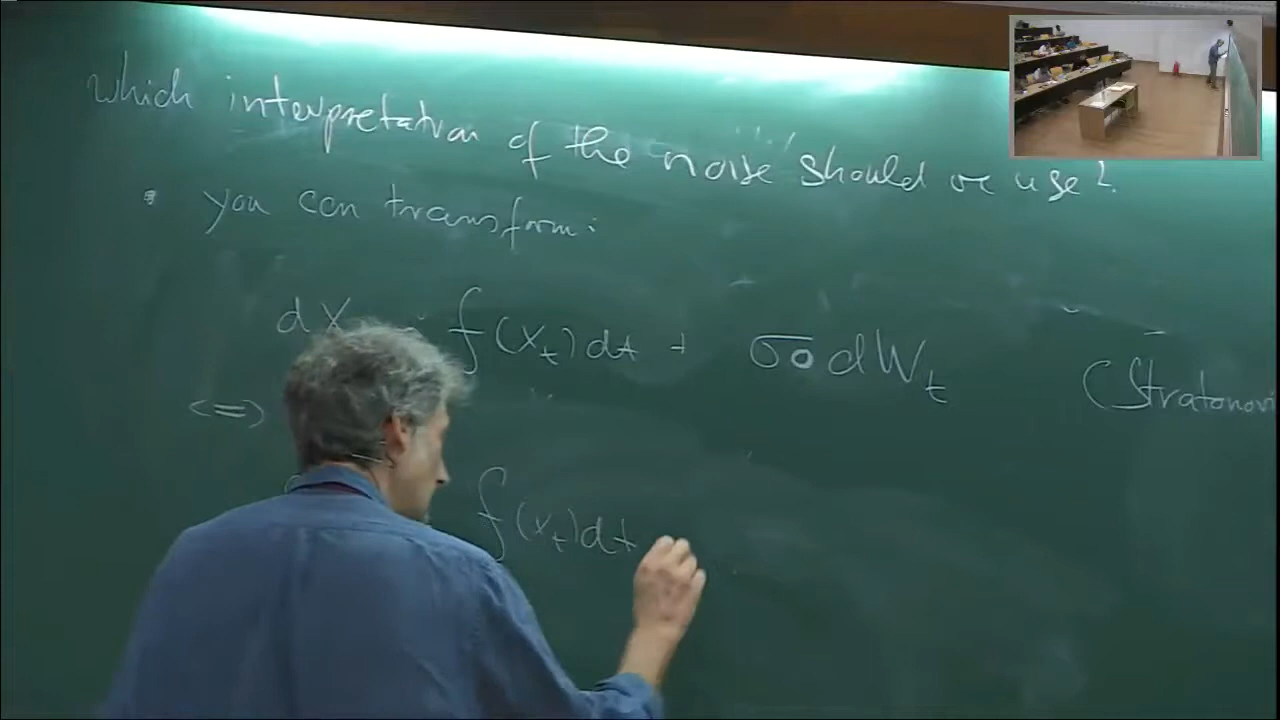 which interpretation of the noise should we use?
• you can transform:
dX = f(X_t)dt + σ∘dW_t (Stratonovi
<=>
f(X_t)dt